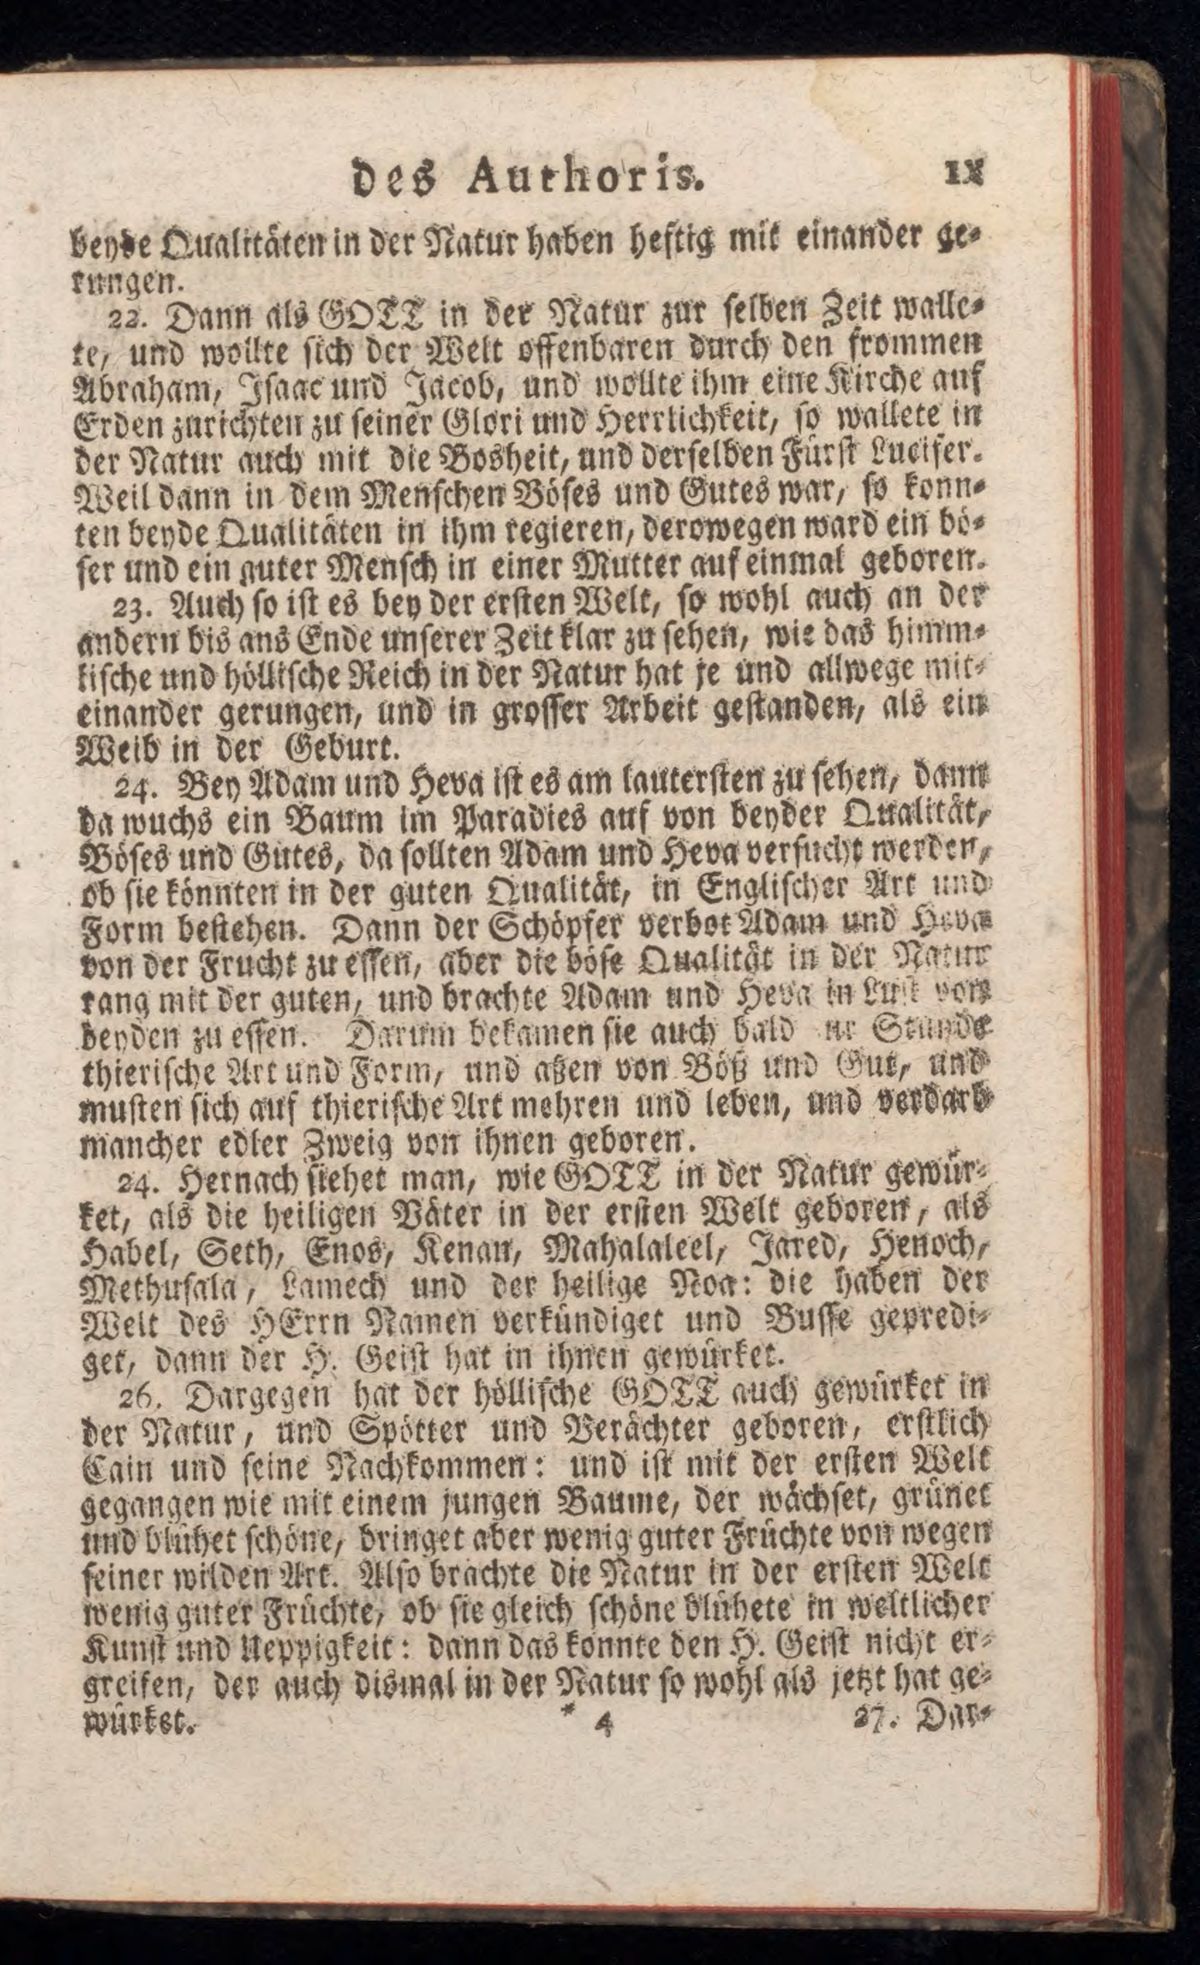 des Authoris. IX
beyde Qualitäten in der Natur haben heftig mit einander ge-
rungen.
22. Dann als GOTT in der Natur zur selben Zeit walle-
te, und wollte sich der Welt offenbaren durch den frommen
Abraham, Isaac und Jacob, und wollte ihm eine Kirche auf
Erden zurichten zu seiner Glori und Herrlichkeit, so wallete in
der Natur auch mit die Bosheit, und derselben Fürst Lucifer.
Weil dann in dem Menschen Böses und Gutes war, so konn-
ten beyde Qualitäten in ihm regieren, derowegen ward ein bö-
ser und ein guter Mensch in einer Mutter auf einmal geboren.
23. Auch so ist es bey der ersten Welt, so wohl auch an der
andern bis ans Ende unserer Zeit klar zu sehen, wie das himm-
lische und höllische Reich in der Natur hat je und allwege mit-
einander gerungen, und in grosser Arbeit gestanden, als ein
Weib in der Geburt.
24. Bey Adam und Heva ist es am lautersten zu sehen, dann
da wuchs ein Baum im Paradies auf von beyder Qualität,
Böses und Gutes, da sollten Adam und Heva versucht werden,
ob sie könnten in der guten Qualität, in Englischer Art und
Form bestehen. Dann der Schöpfer verbot Adam und Heva
von der Frucht zu essen, aber die böse Qualität in der Natur
rang mit der guten, und brachte Adam und Heva in Lust von
beyden zu essen. Darum bekamen sie auch bald Stunde
thierische Art und Form, und aßen von Böß und Gut, und
musten sich auf thierische Art mehren und leben, und verdarb
mancher edler Zweig von ihnen geboren.
24. Hernach siehet man, wie GOTT in der Natur gewür-
ket, als die heiligen Väter in der ersten Welt geboren, als
Habel, Seth, Enos, Kenan, Mahalaleel, Jared, Henoch,
Methusala, Lamech und der heilige Noa: die haben der
Welt des HErrn Namen verkündiget und Busse gepredi-
get, dann der H. Geist hat in ihnen gewürket.
26. Dargegen hat der höllische GOTT auch gewürket in
der Natur, und Spötter und Verächter geboren, erstlich
Cain und seine Nachkommen: und ist mit der ersten Welt
gegangen wie mit einem jungen Baume, der wächset, grünet
und blühet schöne, bringet aber wenig guter Früchte von wegen
seiner wilden Art. Also brachte die Natur in der ersten Welt
wenig guter Früchte, ob sie gleich schöne blühete in weltlicher
Kunst und Ueppigkeit: dann das konnte den H. Geist nicht er-
greifen, der auch dismal in der Natur so wohl als jetzt hat ge-
würket. * 4 27. Dar-